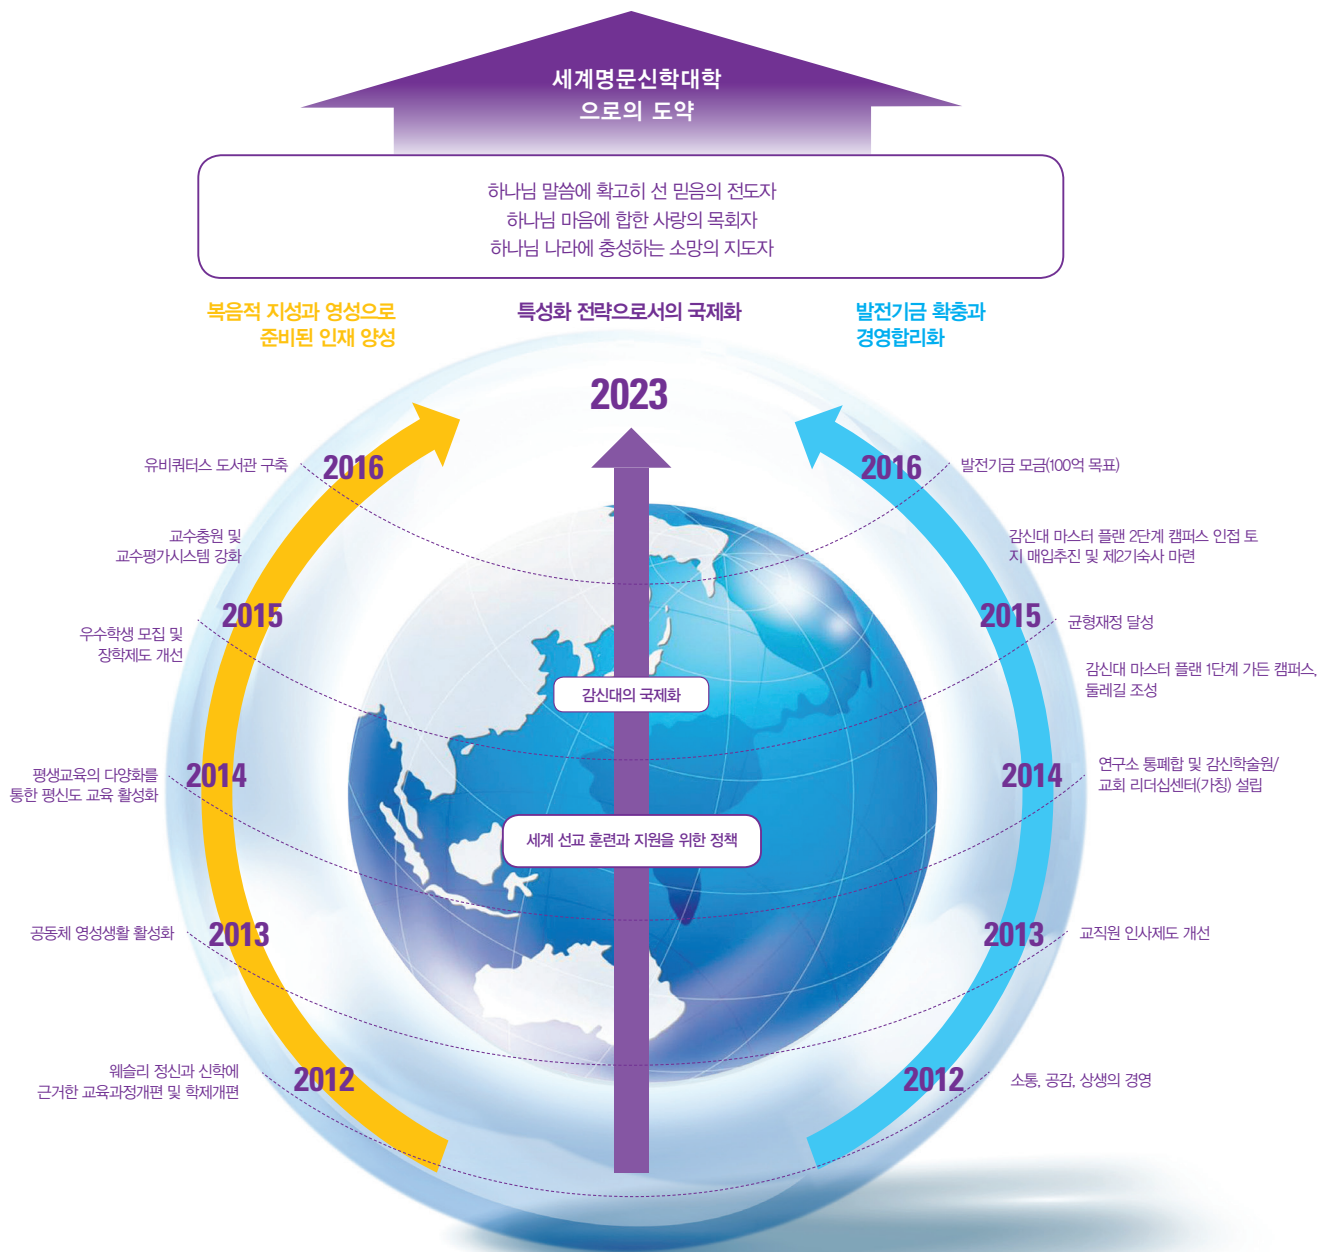 세계명문신학대학
으로의 도약
하나님 말씀에 확고히 선 믿음의 전도자
하나님 마음에 합한 사랑의 목회자
하나님 나라에 충성하는 소망의 지도자
복음적 지성과 영성으로
준비된 인재 양성
특성화 전략으로서의 국제화
발전기금 확충과
경영합리화
2023
유비쿼터스 도서관 구축
2016
2016
발전기금 모금(100억 목표)
교수충원 및
교수평가시스템 강화
감신대 마스터 플랜 2단계 캠퍼스 인접 토
지 매입추진 및 제2기숙사 마련
2015
2015
균형재정 달성
우수학생 모집 및
장학제도 개선
감신대 마스터 플랜 1단계 가든 캠퍼스,
둘레길 조성
감신대의 국제화
평생교육의 다양화를
통한 평신도 교육 활성화
2014
2014
연구소 통폐합 및 감신학술원/
교회 리더십센터(가칭) 설립
세계 선교 훈련과 지원을 위한 정책
공동체 영성생활 활성화
2013
2013
교직원 인사제도 개선
웨슬리 정신과 신학에
근거한 교육과정개편 및 학제개편
2012
2012
소통, 공감, 상생의 경영